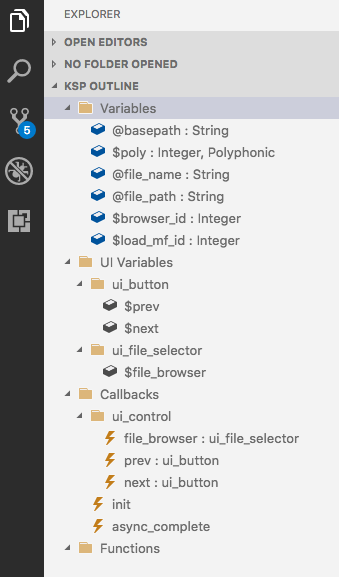 EXPLORER
OPEN EDITORS
NO FOLDER OPENED
KSP OUTLINE
Variables
@basepath : String
$poly : Integer, Polyphonic
@file_name : String
@file_path : String
$browser_id : Integer
$load_mf_id : Integer
UI Variables
ui_button
$prev
$next
ui_file_selector
$file_browser
Callbacks
ui_control
file_browser : ui_file_selector
prev : ui_button
next : ui_button
init
async_complete
Functions
5